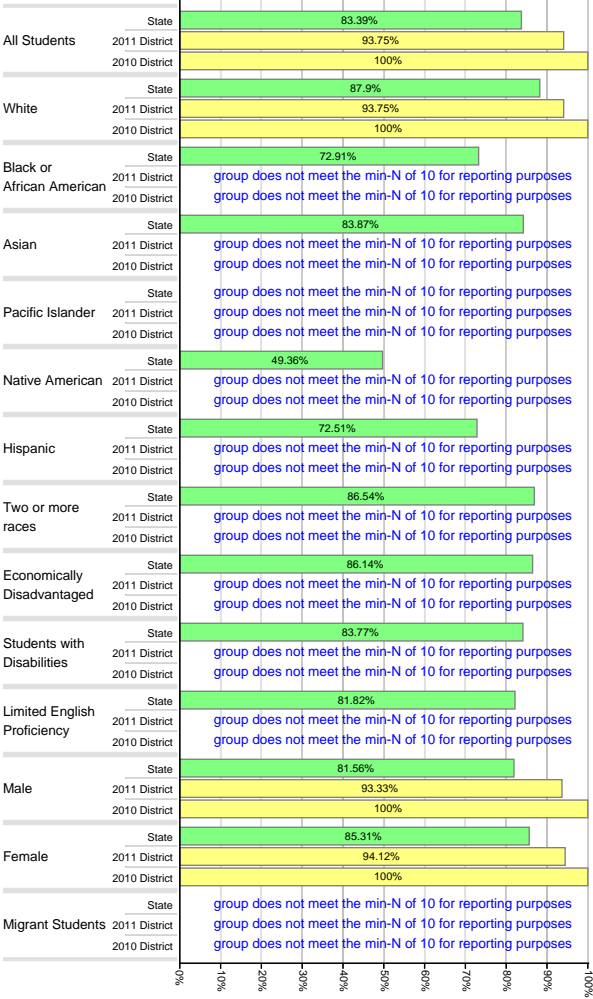 All Students
State 83.39%
2011 District 93.75%
2010 District 100%
White
State 87.9%
2011 District 93.75%
2010 District 100%
Black or
African American
State 72.91%
2011 District group does not meet the min-N of 10 for reporting purposes
2010 District group does not meet the min-N of 10 for reporting purposes
Asian
State 83.87%
2011 District group does not meet the min-N of 10 for reporting purposes
2010 District group does not meet the min-N of 10 for reporting purposes
Pacific Islander
State group does not meet the min-N of 10 for reporting purposes
2011 District group does not meet the min-N of 10 for reporting purposes
2010 District group does not meet the min-N of 10 for reporting purposes
Native American
State 49.36%
2011 District group does not meet the min-N of 10 for reporting purposes
2010 District group does not meet the min-N of 10 for reporting purposes
Hispanic
State 72.51%
2011 District group does not meet the min-N of 10 for reporting purposes
2010 District group does not meet the min-N of 10 for reporting purposes
Two or more
races
State 86.54%
2011 District group does not meet the min-N of 10 for reporting purposes
2010 District group does not meet the min-N of 10 for reporting purposes
Economically
Disadvantaged
State 86.14%
2011 District group does not meet the min-N of 10 for reporting purposes
2010 District group does not meet the min-N of 10 for reporting purposes
Students with
Disabilities
State 83.77%
2011 District group does not meet the min-N of 10 for reporting purposes
2010 District group does not meet the min-N of 10 for reporting purposes
Limited English
Proficiency
State 81.82%
2011 District group does not meet the min-N of 10 for reporting purposes
2010 District group does not meet the min-N of 10 for reporting purposes
Male
State 81.56%
2011 District 93.33%
2010 District 100%
Female
State 85.31%
2011 District 94.12%
2010 District 100%
Migrant Students
State group does not meet the min-N of 10 for reporting purposes
2011 District group does not meet the min-N of 10 for reporting purposes
2010 District group does not meet the min-N of 10 for reporting purposes
0% 10% 20% 30% 40% 50% 60% 70% 80% 90% 100%